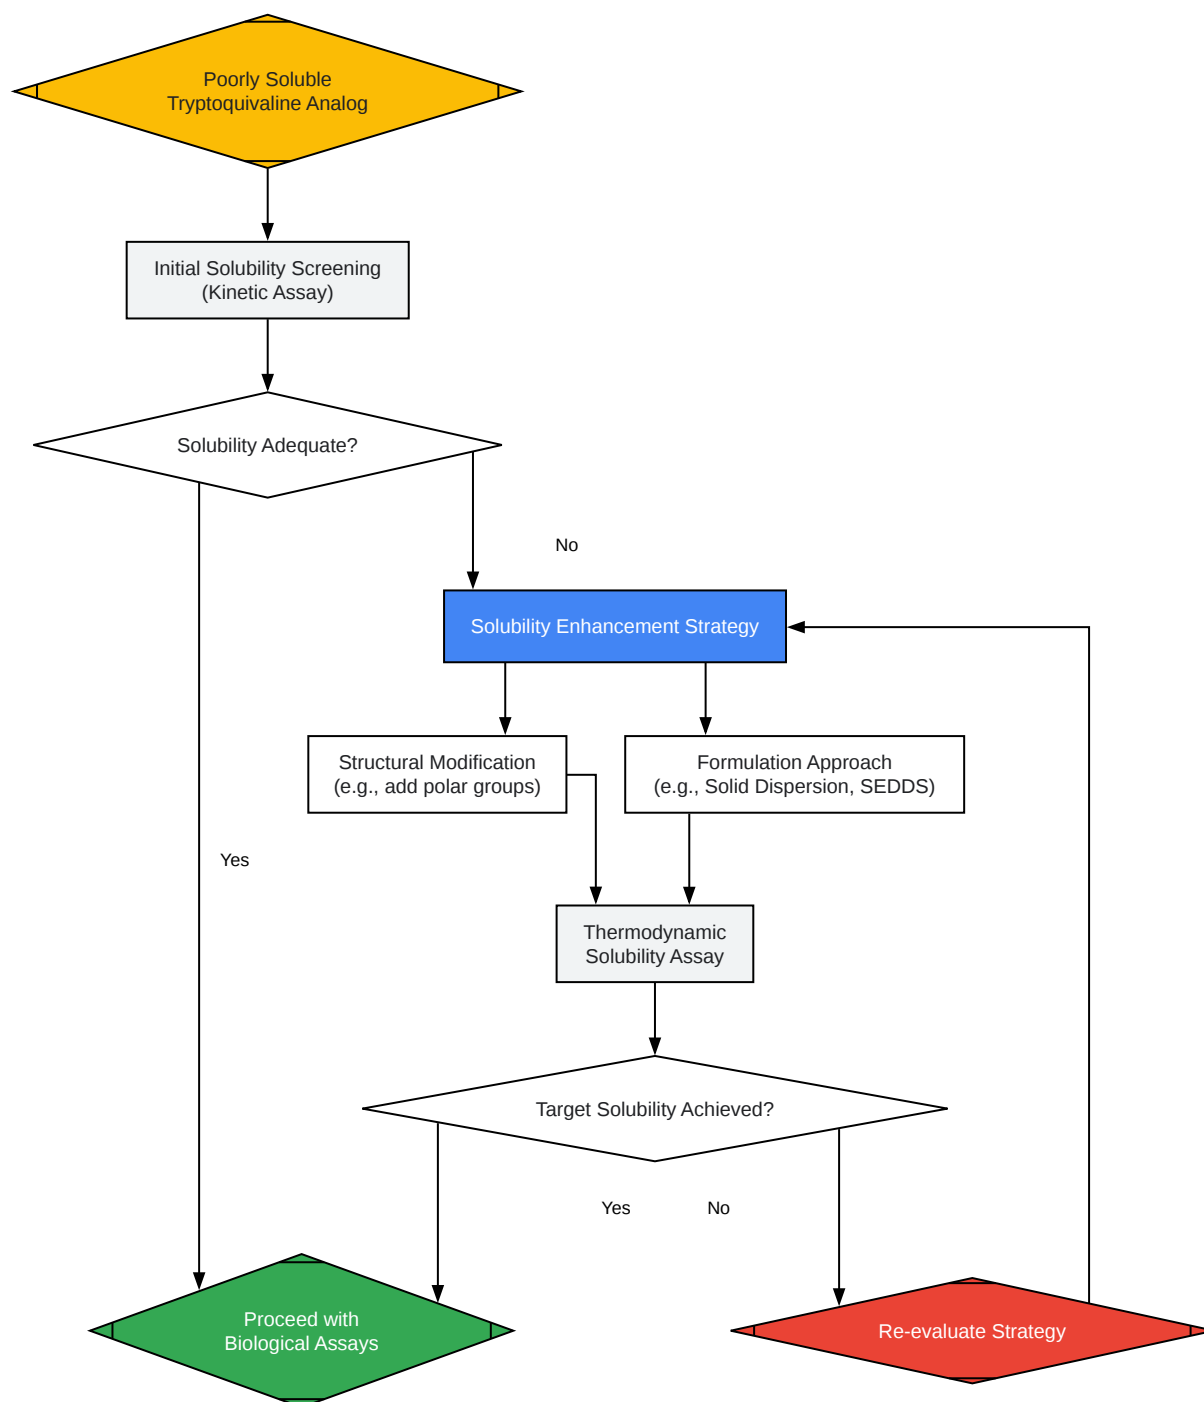 Poorly Soluble
Tryptoquivaline Analog
Initial Solubility Screening
(Kinetic Assay)
Solubility Adequate?
No
Solubility Enhancement Strategy
Structural Modification
(e.g., add polar groups)
Formulation Approach
(e.g., Solid Dispersion, SEDDS)
Yes
Thermodynamic
Solubility Assay
Target Solubility Achieved?
Yes
No
Proceed with
Biological Assays
Re-evaluate Strategy